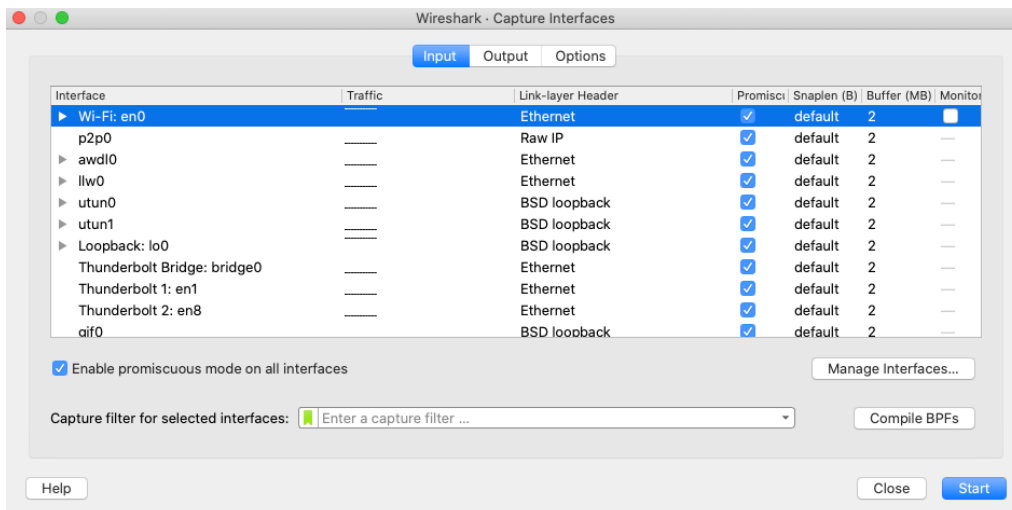 Wireshark · Capture Interfaces
Input Output Options
Interface Traffic Link-layer Header Promisc Snaplen (B) Buffer (MB) Monitor
Wi-Fi: en0 Ethernet default 2
p2p0 Raw IP default 2 —
awdl0 Ethernet default 2 —
llw0 Ethernet default 2 —
utun0 BSD loopback default 2 —
utun1 BSD loopback default 2 —
Loopback: lo0 BSD loopback default 2 —
Thunderbolt Bridge: bridge0 Ethernet default 2 —
Thunderbolt 1: en1 Ethernet default 2 —
Thunderbolt 2: en8 Ethernet default 2 —
gif0 BSD loopback default 2 —
Enable promiscuous mode on all interfaces
Manage Interfaces...
Capture filter for selected interfaces: Enter a capture filter ... Compile BPFs
Help Close Start